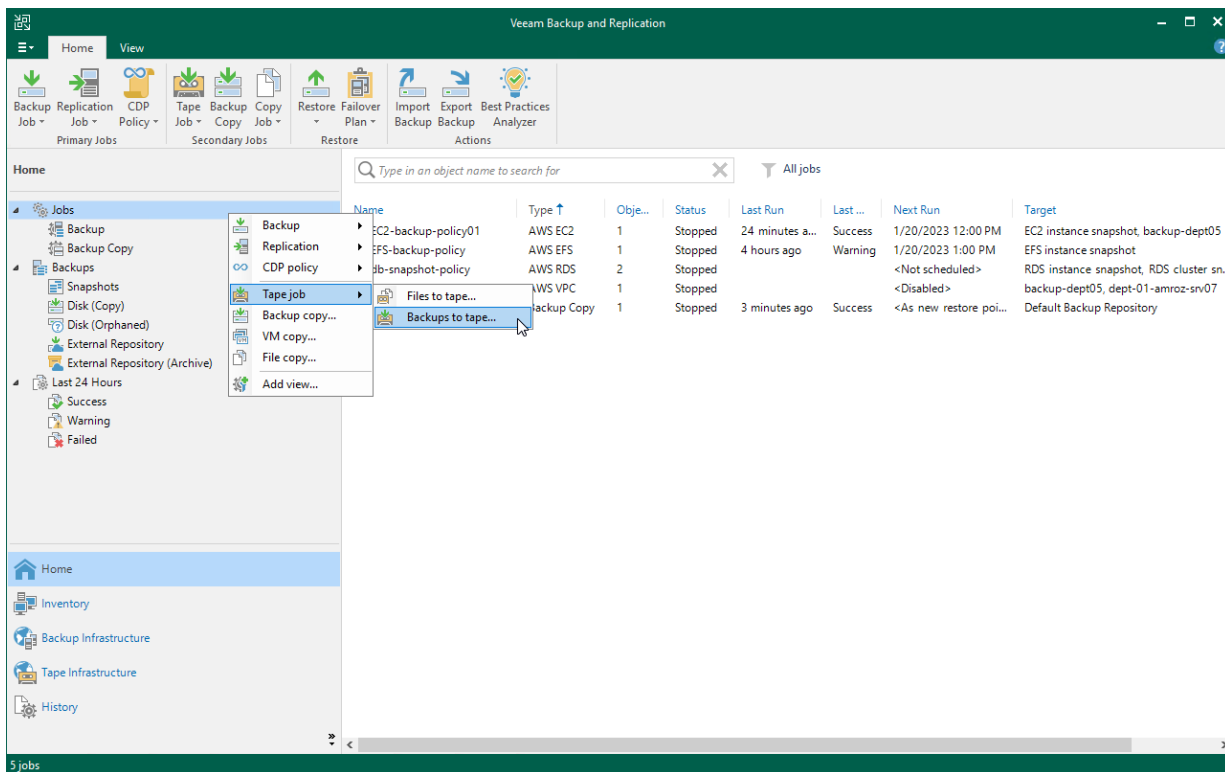 Veeam Backup and Replication
Home View
Backup Job Replication Job CDP Policy Tape Job Backup Copy Copy Job Restore Failover Plan Import Backup Export Backup Best Practices Analyzer
Primary Jobs Secondary Jobs Restore Actions
Home
Type in an object name to search for All jobs
Jobs
Backup
Backup Copy
Backups
Snapshots
Disk (Copy)
Disk (Orphaned)
External Repository
External Repository (Archive)
Last 24 Hours
Success
Warning
Failed
Backup
Replication
CDP policy
Tape job
Backup copy...
VM copy...
File copy...
Add view...
Files to tape...
Backups to tape...
Name Type Obje... Status Last Run Last ... Next Run Target
EC2-backup-policy01 AWS EC2 1 Stopped 24 minutes a... Success 1/20/2023 12:00 PM EC2 instance snapshot, backup-dept05
EFS-backup-policy AWS EFS 1 Stopped 4 hours ago Warning 1/20/2023 1:00 PM EFS instance snapshot
db-snapshot-policy AWS RDS 2 Stopped <Not scheduled> RDS instance snapshot, RDS cluster sn.
AWS VPC 1 Stopped <Disabled> backup-dept05, dept-01-amroz-srv07
Backup Copy 1 Stopped 3 minutes ago Success <As new restore poi... Default Backup Repository
Home
Inventory
Backup Infrastructure
Tape Infrastructure
History
5 jobs